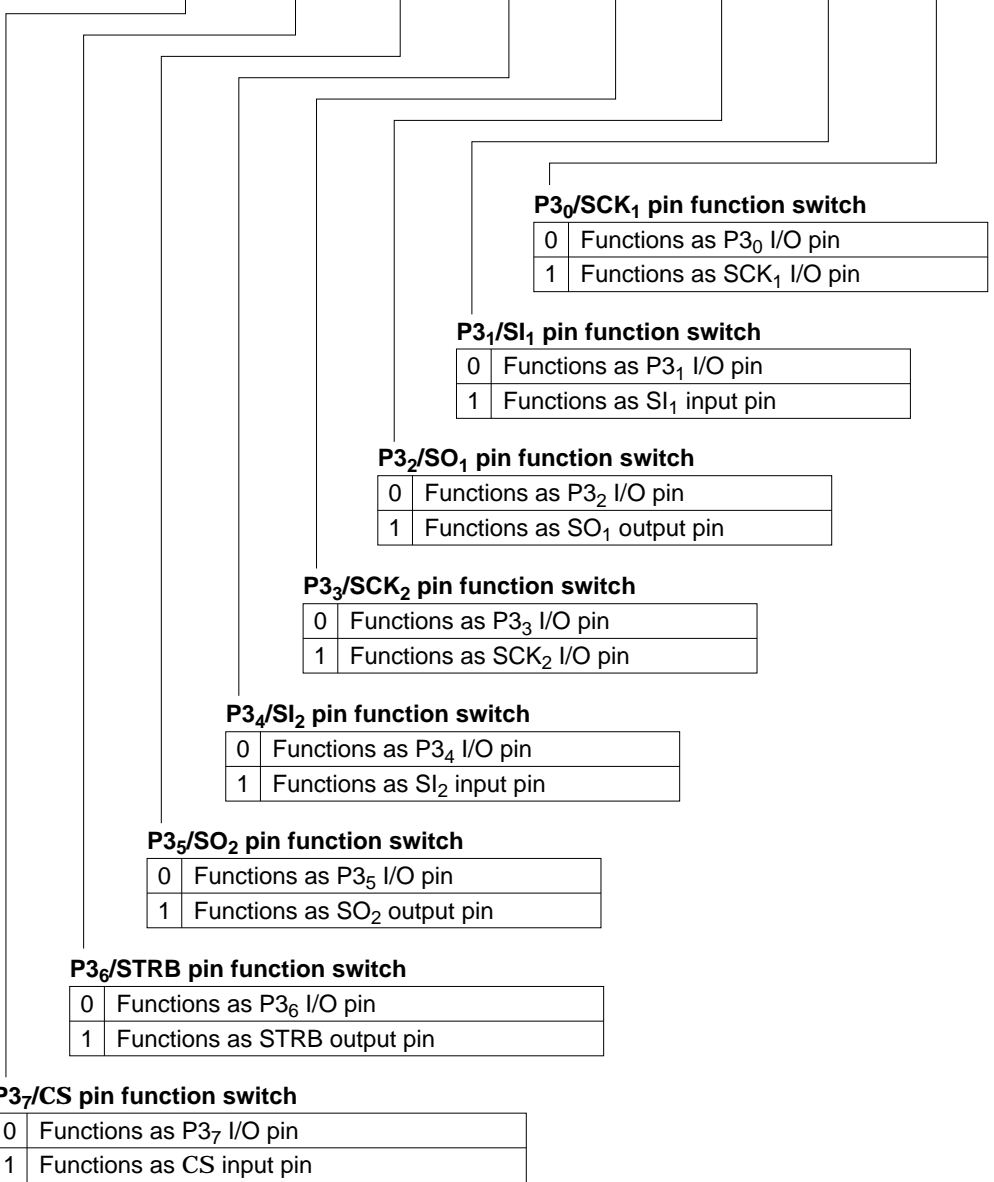 P3₀/SCK₁ pin function switch
0 Functions as P3₀ I/O pin
1 Functions as SCK₁ I/O pin
P3₁/SI₁ pin function switch
0 Functions as P3₁ I/O pin
1 Functions as SI₁ input pin
P3₂/SO₁ pin function switch
0 Functions as P3₂ I/O pin
1 Functions as SO₁ output pin
P3₃/SCK₂ pin function switch
0 Functions as P3₃ I/O pin
1 Functions as SCK₂ I/O pin
P3₄/SI₂ pin function switch
0 Functions as P3₄ I/O pin
1 Functions as SI₂ input pin
P3₅/SO₂ pin function switch
0 Functions as P3₅ I/O pin
1 Functions as SO₂ output pin
P3₆/STRB pin function switch
0 Functions as P3₆ I/O pin
1 Functions as STRB output pin
P3₇/CS pin function switch
0 Functions as P3₇ I/O pin
1 Functions as CS input pin